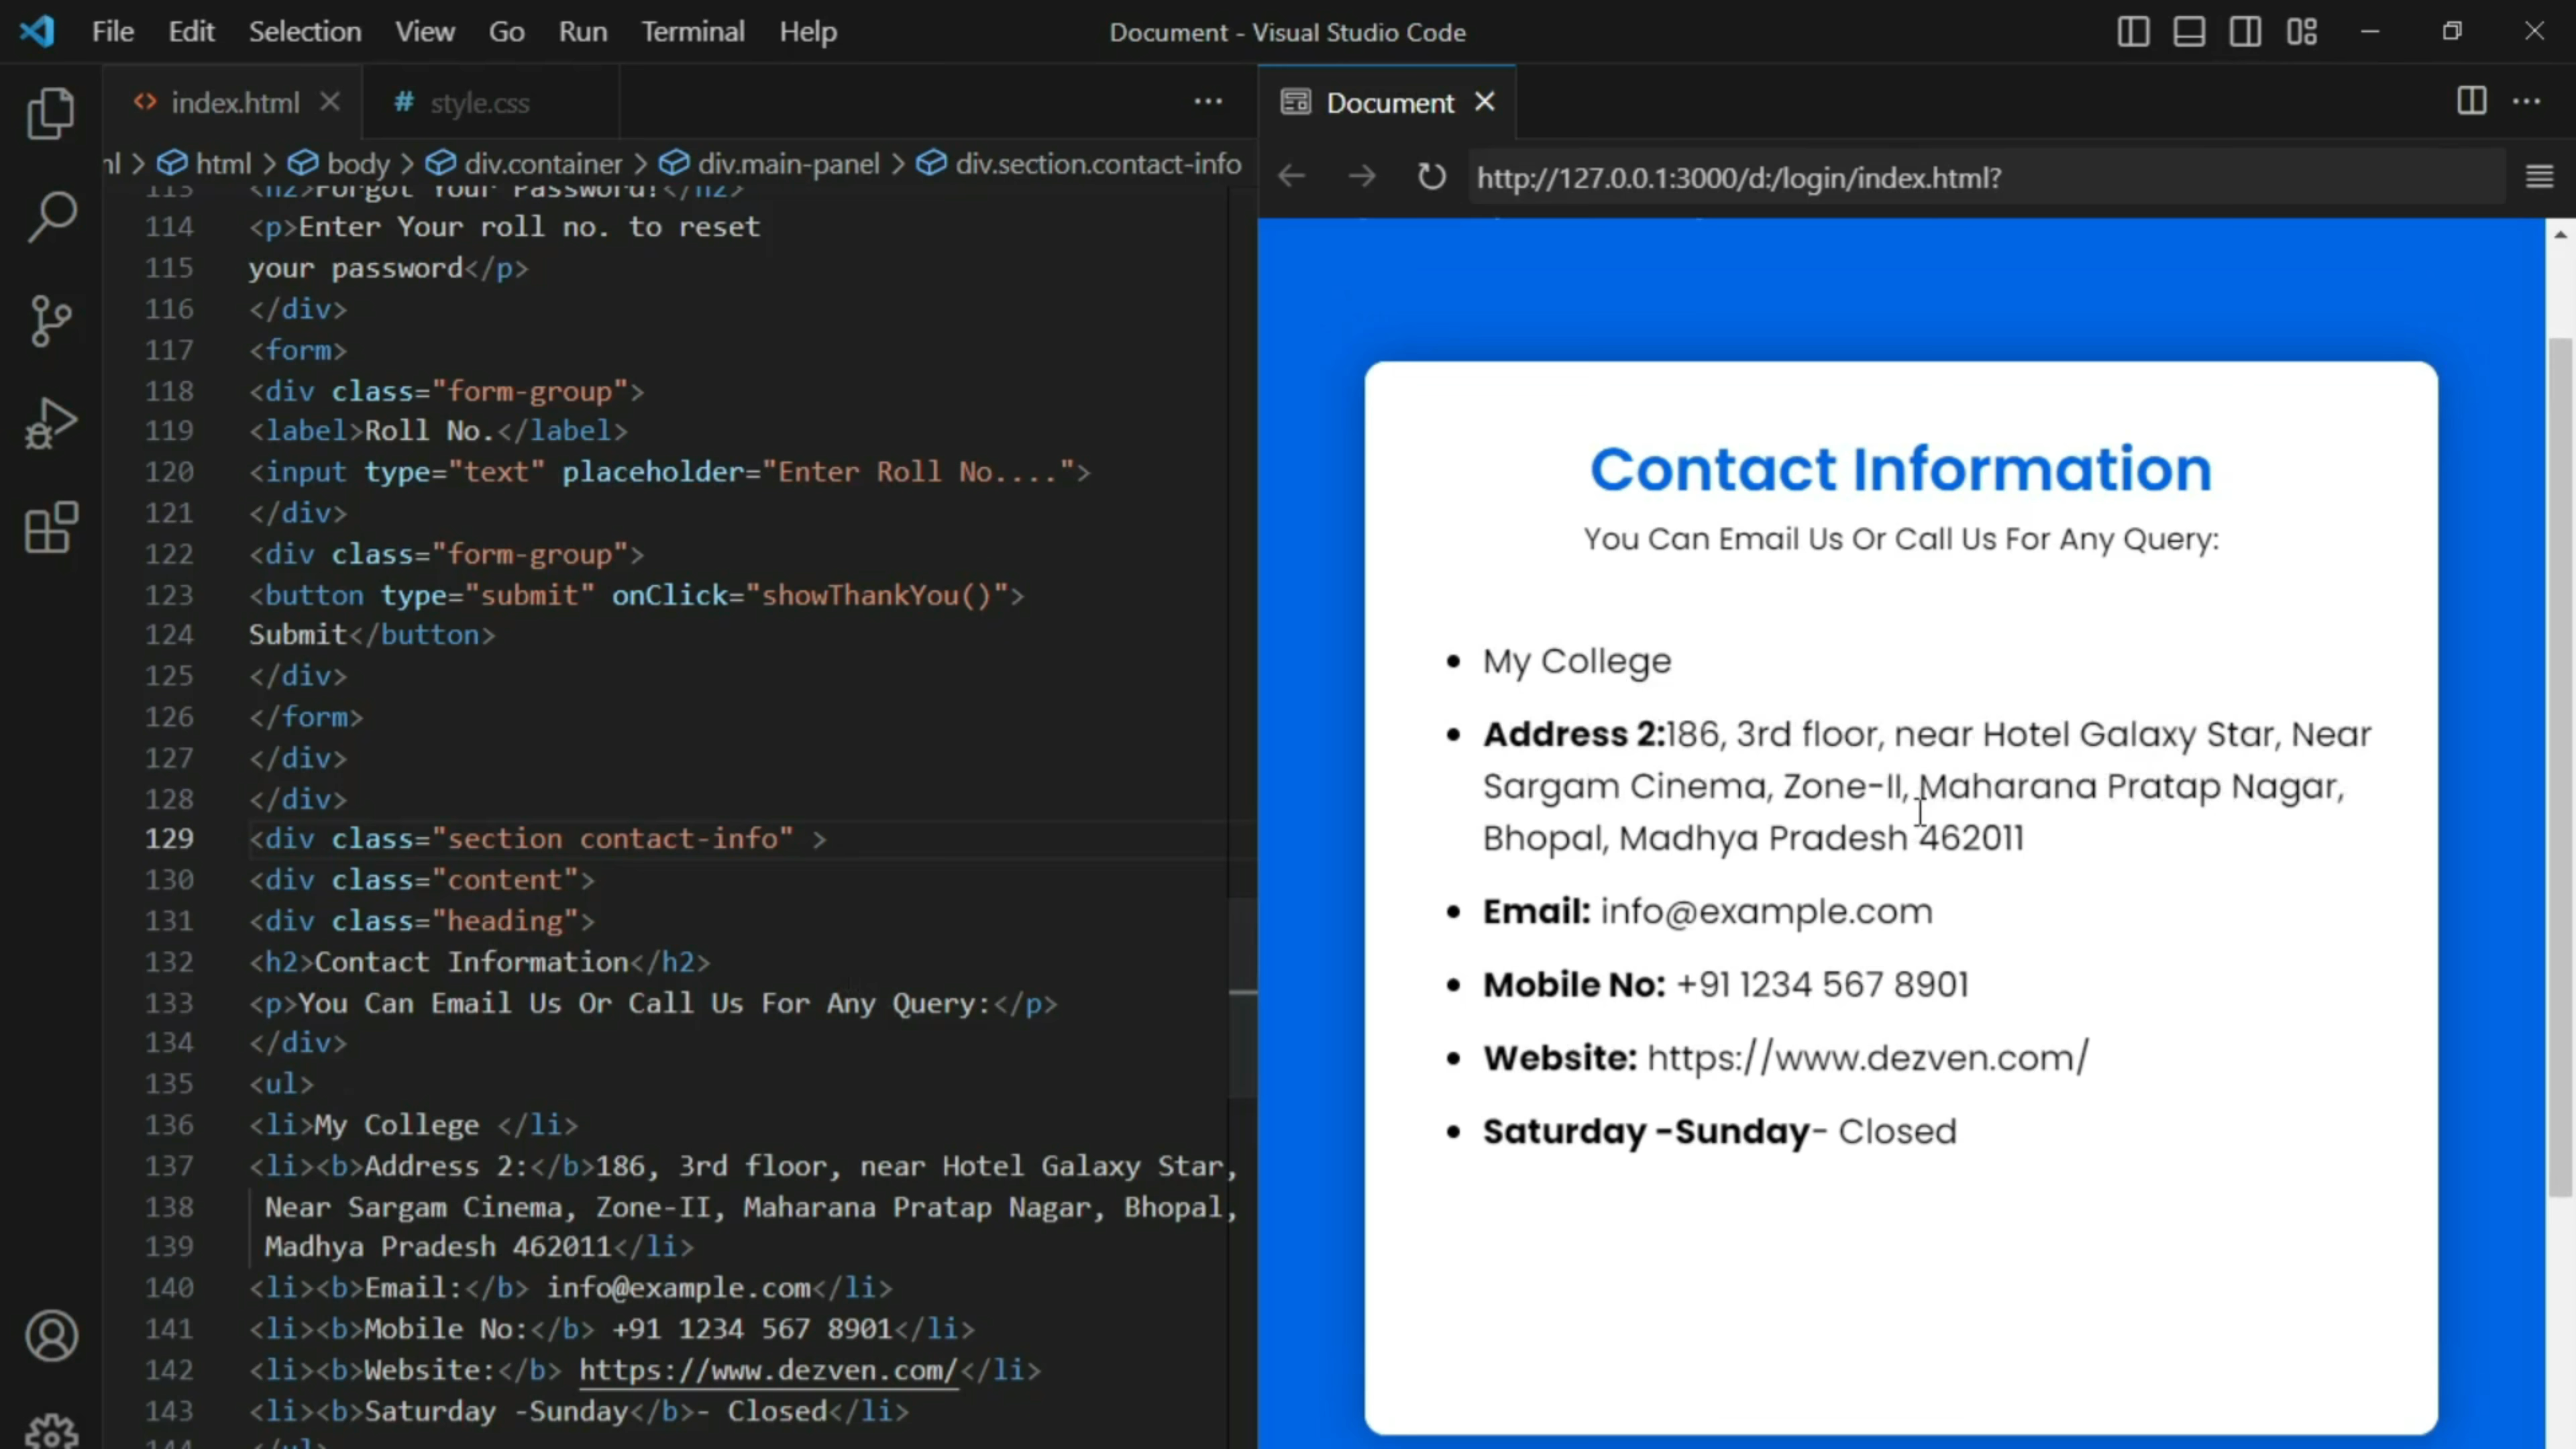 File Edit Selection View Go Run Terminal Help
Document - Visual Studio Code
index.html
# style.css
html > body > div.container > div.main-panel > div.section.contact-info
113 <h2>Forgot Your Password!</h2>
114 <p>Enter Your roll no. to reset
115 your password</p>
116 </div>
117 <form>
118 <div class="form-group">
119 <label>Roll No.</label>
120 <input type="text" placeholder="Enter Roll No....">
121 </div>
122 <div class="form-group">
123 <button type="submit" onClick="showThankYou()">
124 Submit</button>
125 </div>
126 </form>
127 </div>
128 </div>
129 <div class="section contact-info" >
130 <div class="content">
131 <div class="heading">
132 <h2>Contact Information</h2>
133 <p>You Can Email Us Or Call Us For Any Query:</p>
134 </div>
135 <ul>
136 <li>My College </li>
137 <li><b>Address 2:</b>186, 3rd floor, near Hotel Galaxy Star,
138 Near Sargam Cinema, Zone-II, Maharana Pratap Nagar, Bhopal,
139 Madhya Pradesh 462011</li>
140 <li><b>Email:</b> info@example.com</li>
141 <li><b>Mobile No:</b> +91 1234 567 8901</li>
142 <li><b>Website:</b> https://www.dezven.com/</li>
143 <li><b>Saturday -Sunday</b>- Closed</li>
144 </ul>
Document
http://127.0.0.1:3000/d:/login/index.html?
Contact Information
You Can Email Us Or Call Us For Any Query:
• My College
• Address 2:186, 3rd floor, near Hotel Galaxy Star, Near
Sargam Cinema, Zone-II, Maharana Pratap Nagar,
Bhopal, Madhya Pradesh 462011
• Email: info@example.com
• Mobile No: +91 1234 567 8901
• Website: https://www.dezven.com/
• Saturday -Sunday- Closed